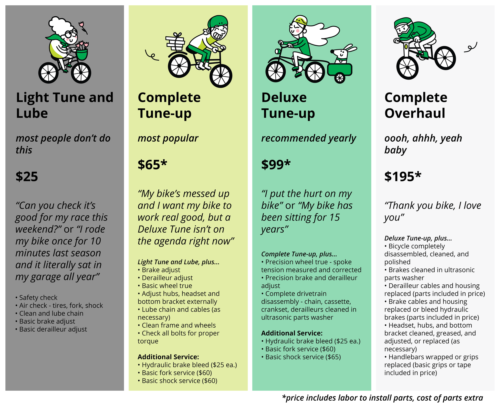 Light Tune and
Lube
most people don't do
this
$25
"Can you check it's
good for my race this
weekend?" or "I rode
my bike once for 10
minutes last season
and it literally sat in
my garage all year"
• Safety check
• Air check - tires, fork, shock
• Clean and lube chain
• Basic brake adjust
• Basic derailleur adjust
Complete
Tune-up
most popular
$65*
"My bike's messed up
and I want my bike to
work real good, but a
Deluxe Tune isn't on
the agenda right now"
Light Tune and Lube, plus...
• Brake adjust
• Derailleur adjust
• Basic wheel true
• Adjust hubs, headset and
bottom bracket externally
• Lube chain and cables (as
necessary)
• Clean frame and wheels
• Check all bolts for proper
torque
Additional Service:
• Hydraulic brake bleed ($25 ea.)
• Basic fork service ($60)
• Basic shock service ($60)
Deluxe
Tune-up
recommended yearly
$99*
"I put the hurt on my
bike" or "My bike has
been sitting for 15
years"
Complete Tune-up, plus...
• Precision wheel true - spoke
tension measured and corrected
• Precision brake and derailleur
adjust
• Complete drivetrain
disassembly - chain, cassette,
crankset, derailleurs cleaned in
ultrasonic parts washer
Additional Service:
• Hydraulic brake bleed ($25 ea.)
• Basic fork service ($60)
• Basic shock service ($65)
Complete
Overhaul
oooh, ahhh, yeah
baby
$195*
"Thank you bike, I love
you"
Deluxe Tune-up, plus...
• Bicycle completely
disassembled, cleaned, and
polished
• Brakes cleaned in ultrasonic
parts washer
• Derailleur cables and housing
replaced (parts included in price)
• Brake cables and housing
replaced or bleed hydraulic
brakes (parts included in price)
• Headset, hubs, and bottom
bracket cleaned, greased, and
adjusted, or replaced (as
necessary)
• Handlebars wrapped or grips
replaced (basic grips or tape
included in price)
*price includes labor to install parts, cost of parts extra